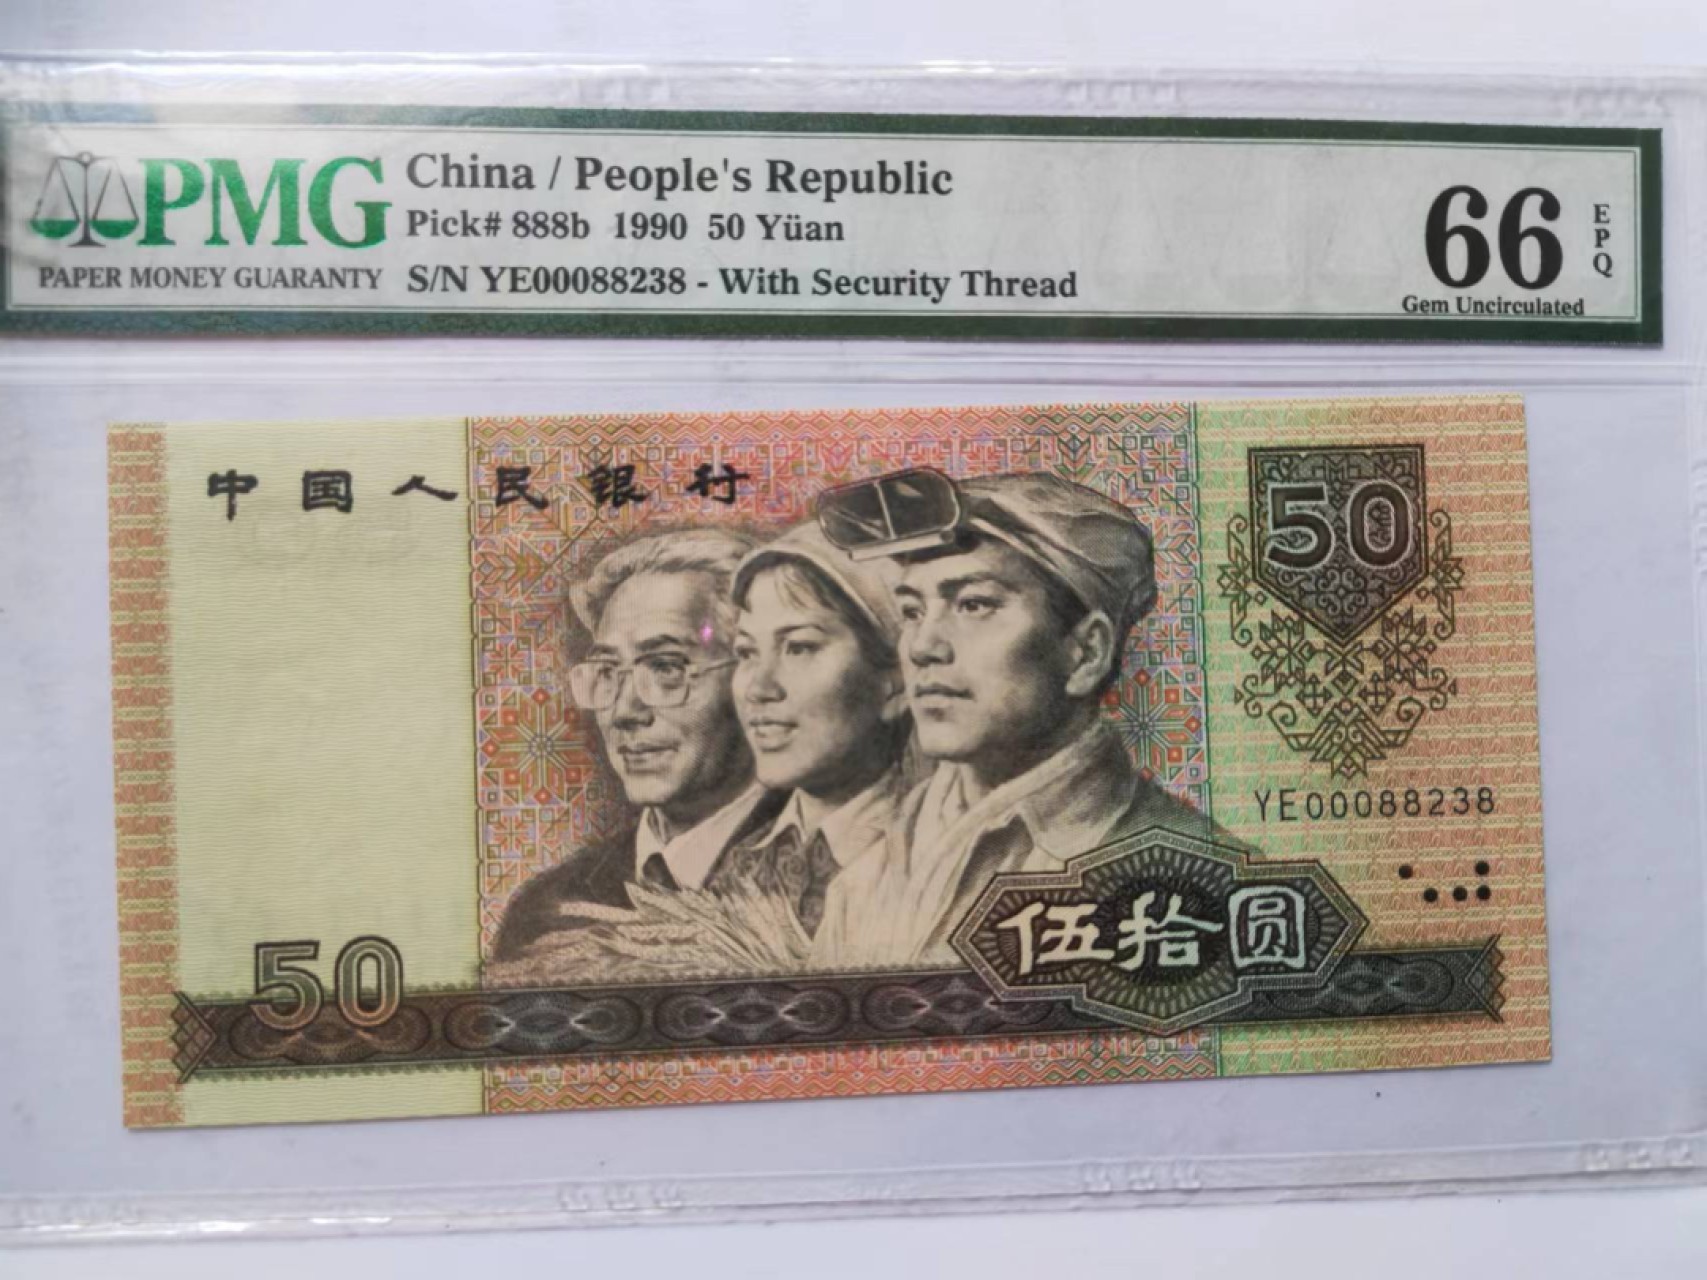 PMG
PAPER MONEY GUARANTY
China / People's Republic
Pick# 888b 1990 50 Yüan
S/N YE00088238 - With Security Thread
66
EPQ
Gem Uncirculated
中国人民银行
50
YE00088238
伍拾圆
50